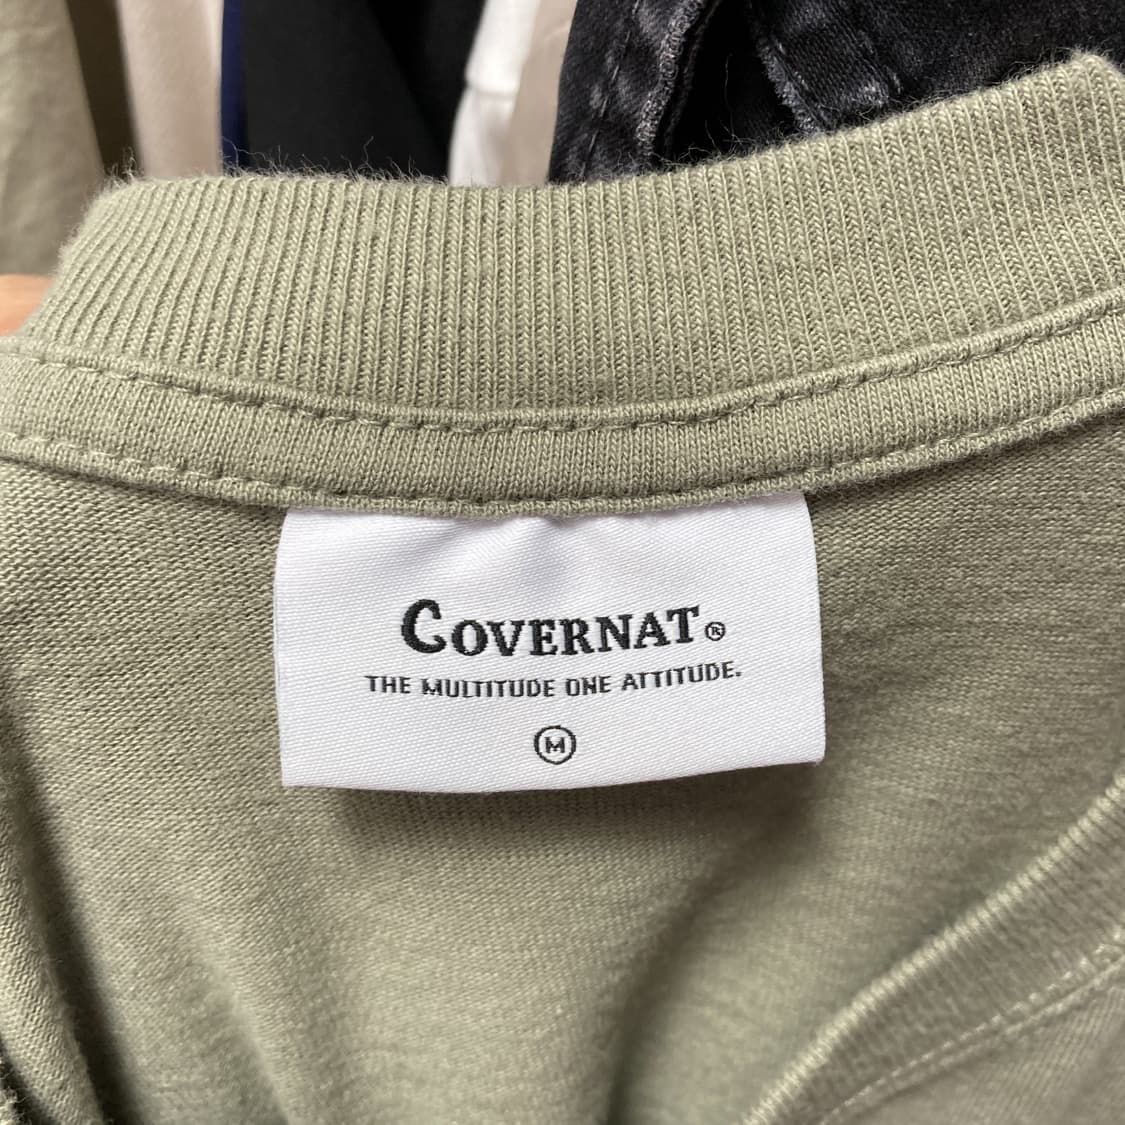 COVERNAT®
THE MULTITUDE ONE ATTITUDE.
M